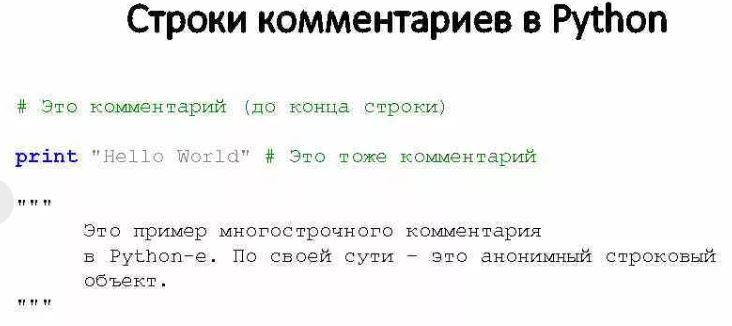 Строки комментариев в Python
# Это комментарий (до конца строки)
print "Hello World" # Это тоже комментарий
"""
Это пример многострочного комментария
в Python-е. По своей сути - это анонимный строковый
объект.
"""